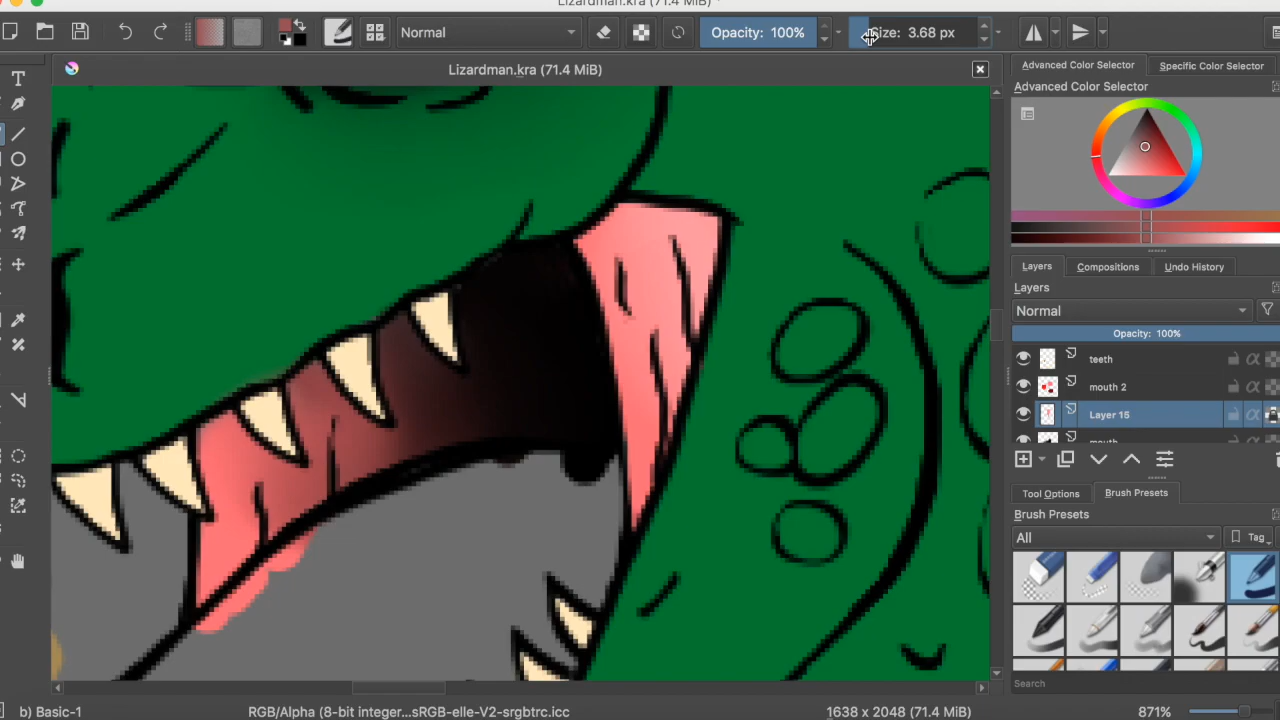 Lizardman.kra (71.4 MiB)
Normal
Opacity: 100%
Size: 3.68 px
Lizardman.kra (71.4 MiB)
Advanced Color Selector
Specific Color Selector
Advanced Color Selector
Layers
Compositions
Undo History
Layers
Normal
Opacity: 100%
teeth
mouth 2
Layer 15
mouth
Tool Options
Brush Presets
Brush Presets
All
Tag
Search
b) Basic-1
RGB/Alpha (8-bit integer...sRGB-elle-V2-srgbtrc.icc
1638 x 2048 (71.4 MiB)
871%